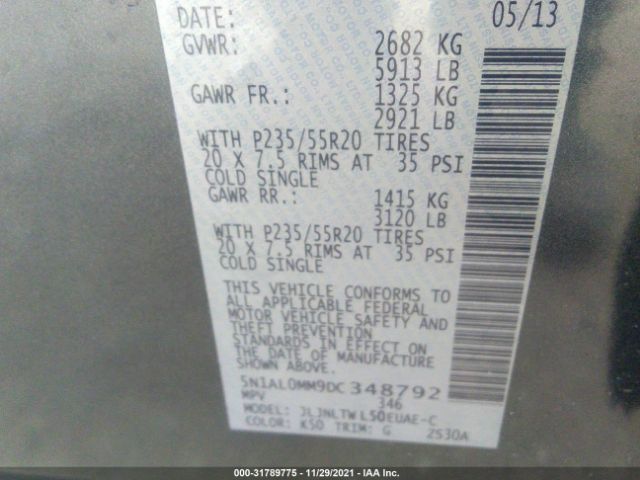 DATE: 05/13
GVWR: 2682 KG
5913 LB
GAWR FR.: 1325 KG
2921 LB
WITH P235/55R20 TIRES
20 X 7.5 RIMS AT 35 PSI
COLD SINGLE
GAWR RR.: 1415 KG
3120 LB
WITH P235/55R20 TIRES
20 X 7.5 RIMS AT 35 PSI
COLD SINGLE
THIS VEHICLE CONFORMS TO
ALL APPLICABLE FEDERAL
MOTOR VEHICLE SAFETY AND
THEFT PREVENTION
STANDARDS IN EFFECT ON
THE DATE OF MANUFACTURE
SHOWN ABOVE.
5N1AL0MM9DC348792
MPV 346
MODEL: JLJNLTWL50EUAE-C
COLOR: K50 TRIM: G 2S30A
000-31789775 - 11/29/2021 - IAA Inc.